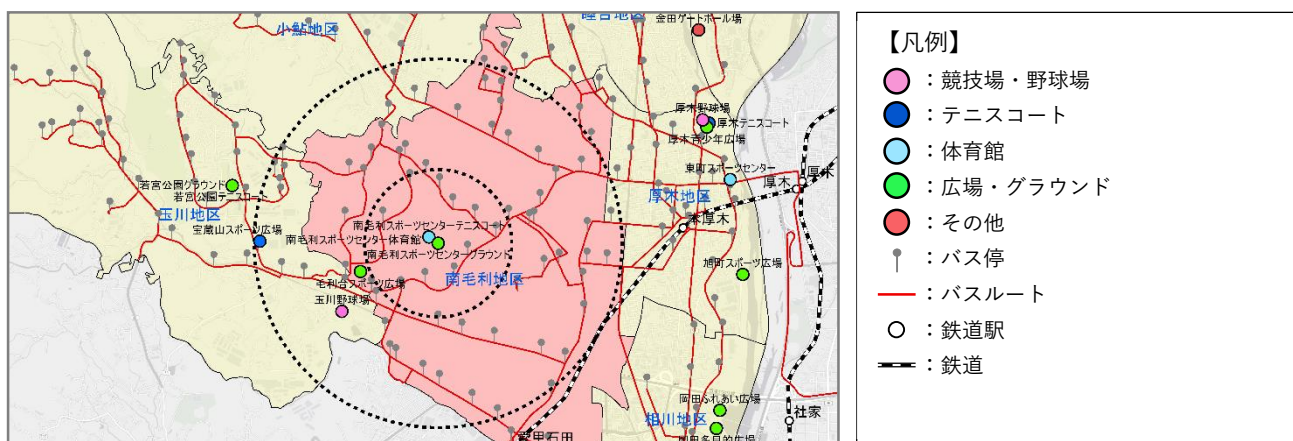 小鮎地区
睦合地区
金田ゲートボール場
厚木野球場
厚木テニスコート
厚木青少年広場
東町スポーツセンター
厚木
厚木
若宮公園グラウンド
若宮公園テニスコート
玉川地区
厚木地区
本厚木
宝蔵山スポーツ広場
南毛利スポーツセンターテニスコート
南毛利スポーツセンター体育館
南毛利スポーツセンターグラウンド
旭町スポーツ広場
毛利台スポーツ広場
南毛利地区
玉川野球場
岡田ふれあい広場
相川地区
社家
愛甲石田
【凡例】
：競技場・野球場
：テニスコート
：体育館
：広場・グラウンド
：その他
：バス停
：バスルート
：鉄道駅
：鉄道